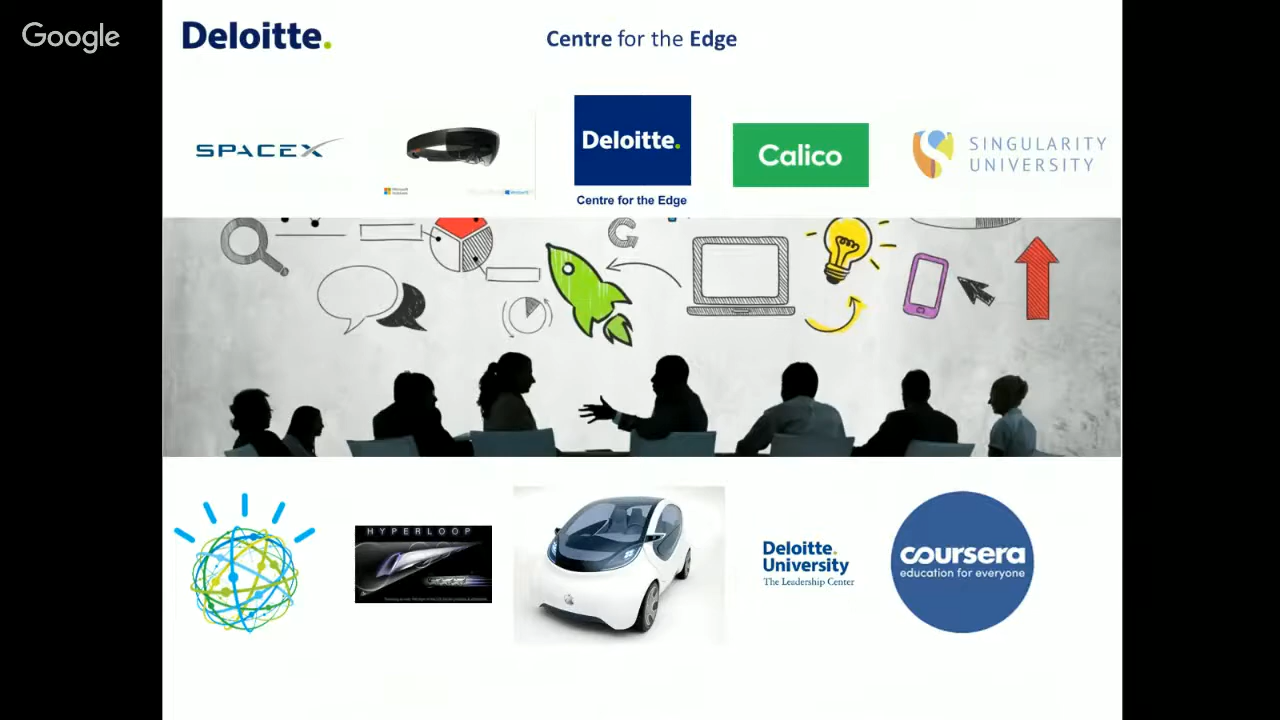 Google
Deloitte.
Centre for the Edge
SPACEX
Deloitte.
Centre for the Edge
Calico
SINGULARITY
UNIVERSITY
Microsoft
HYPERLOOP
Deloitte.
University
The Leadership Center
coursera
education for everyone